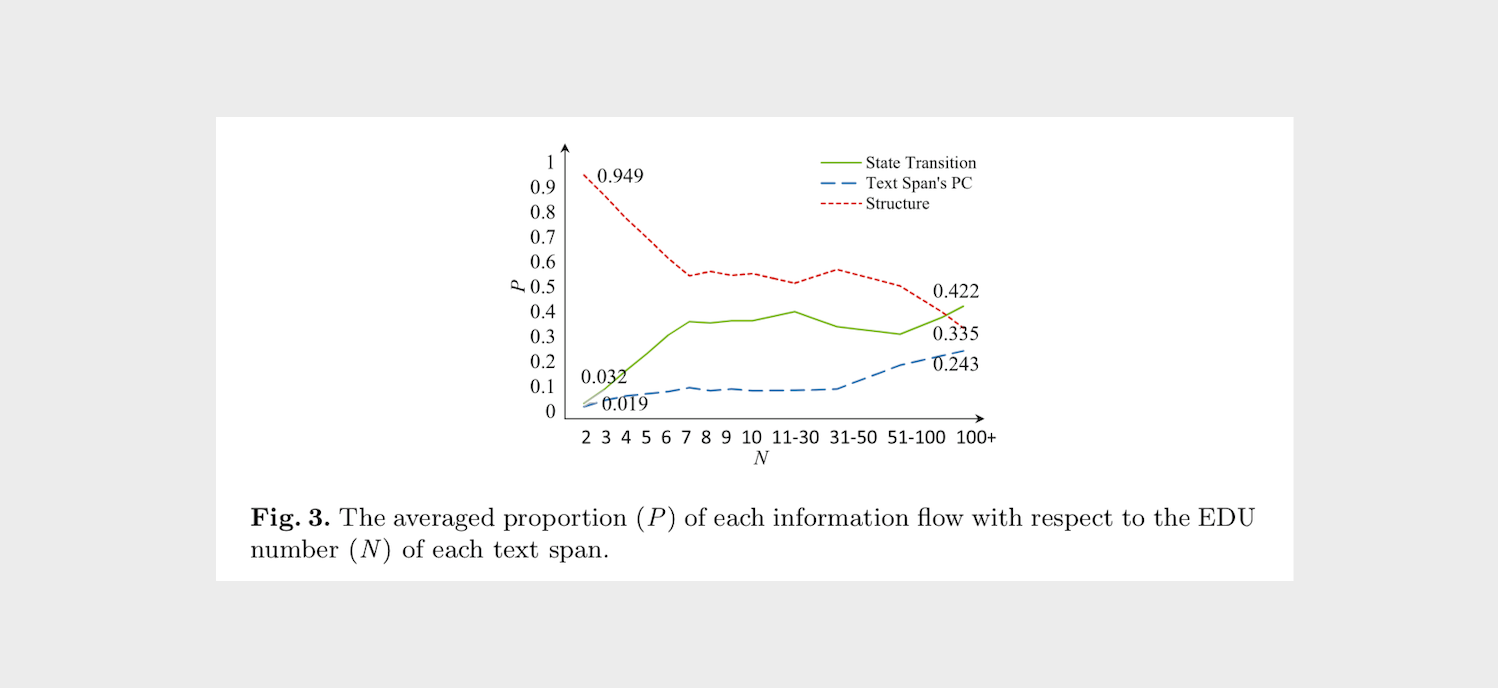 1
0.9
0.8
0.7
0.6
0.5
0.4
0.3
0.2
0.1
0
P
0.949
0.032
0.019
0.422
0.335
0.243
State Transition
Text Span's PC
Structure
2 3 4 5 6 7 8 9 10 11-30 31-50 51-100 100+
N
Fig. 3. The averaged proportion (P) of each information flow with respect to the EDU
number (N) of each text span.